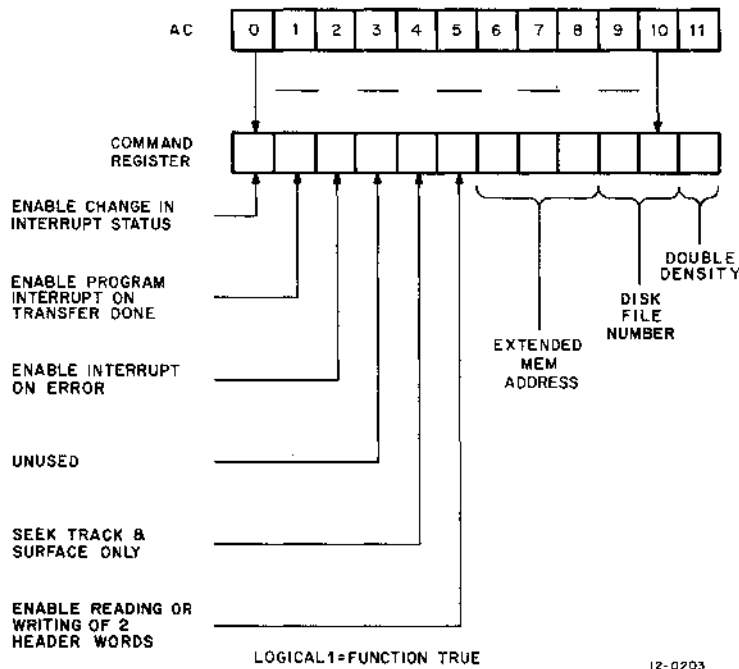 AC 0 1 2 3 4 5 6 7 8 9 10 11
COMMAND
REGISTER
ENABLE CHANGE IN
INTERRUPT STATUS
ENABLE PROGRAM
INTERRUPT ON
TRANSFER DONE
ENABLE INTERRUPT
ON ERROR
UNUSED
SEEK TRACK &
SURFACE ONLY
ENABLE READING OR
WRITING OF 2
HEADER WORDS
EXTENDED
MEM
ADDRESS
DISK
FILE
NUMBER
DOUBLE
DENSITY
LOGICAL 1=FUNCTION TRUE
12-0203